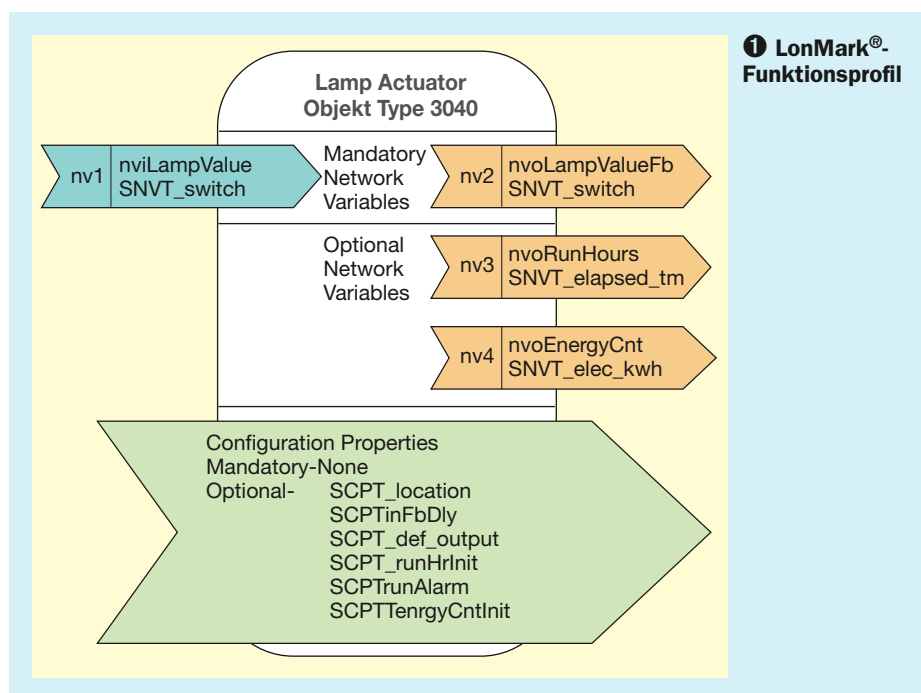 ❶ LonMark®-
Funktionsprofil
Lamp Actuator
Objekt Type 3040
nv1
nviLampValue
SNVT_switch
Mandatory
Network
Variables
nv2
nvoLampValueFb
SNVT_switch
Optional
Network
Variables
nv3
nvoRunHours
SNVT_elapsed_tm
nv4
nvoEnergyCnt
SNVT_elec_kwh
Configuration Properties
Mandatory-None
Optional- SCPT_location
SCPTinFbDly
SCPT_def_output
SCPT_runHrInit
SCPTrunAlarm
SCPTTenrgyCntInit